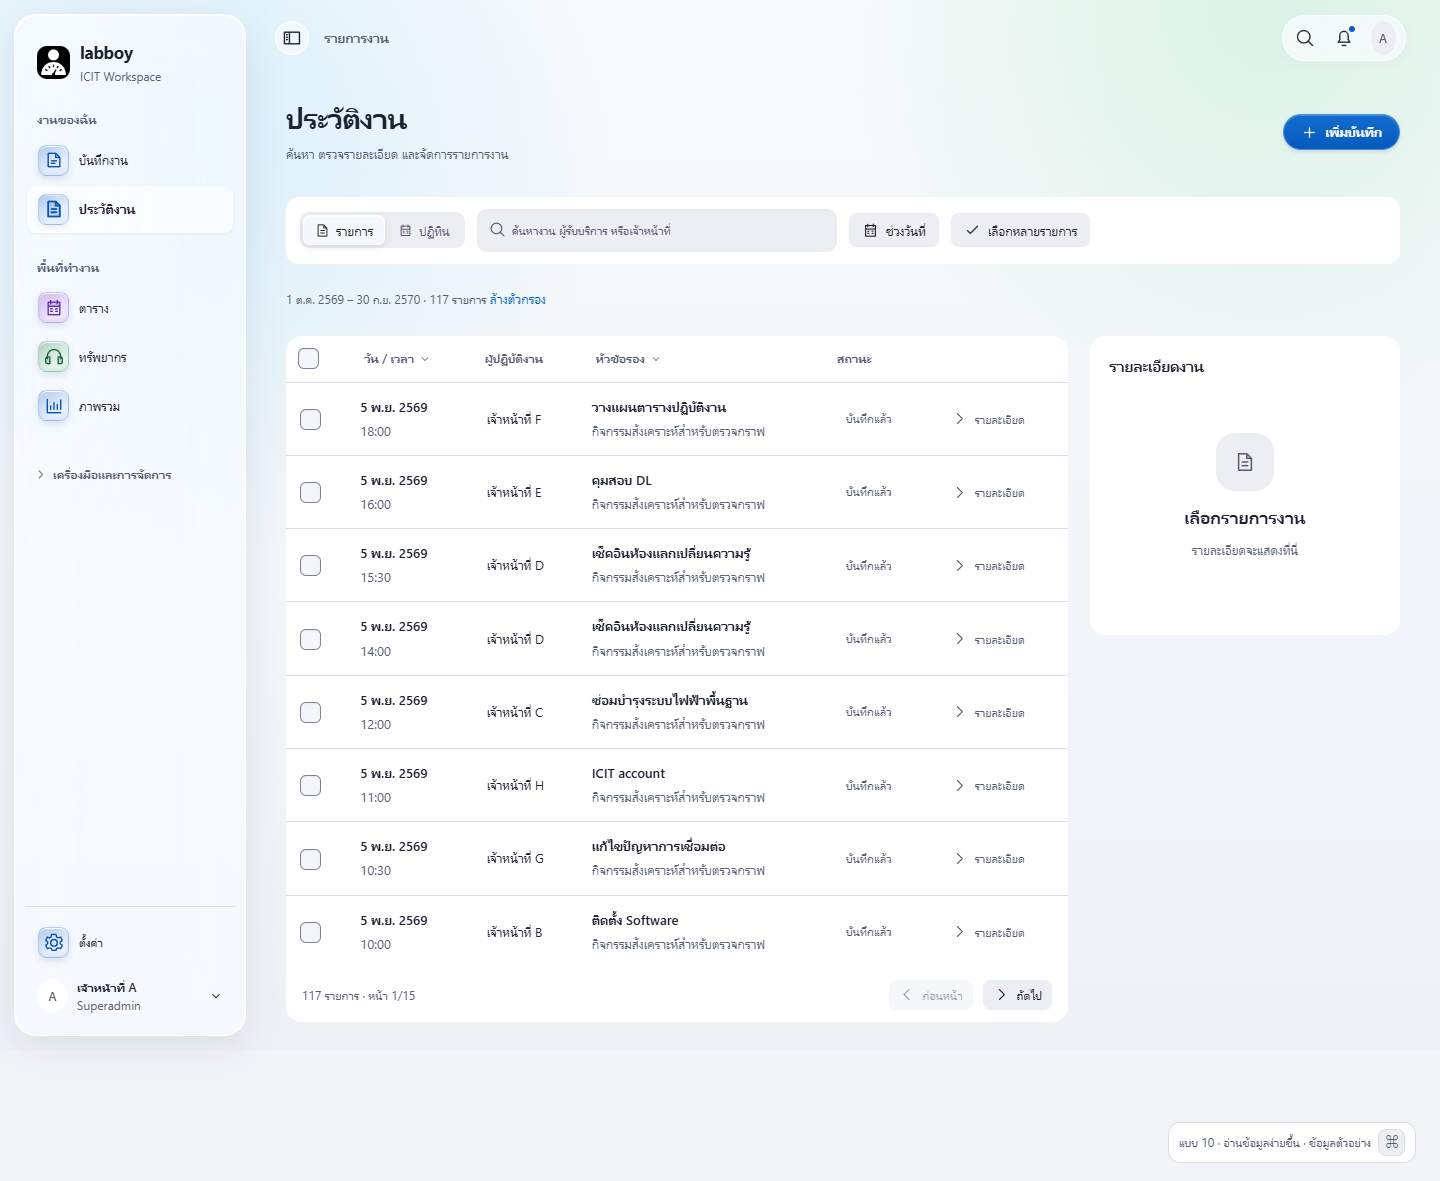 labboy
ICIT Workspace
งานของฉัน
บันทึกงาน
ประวัติงาน
พื้นที่ทำงาน
ตาราง
ทรัพยากร
ภาพรวม
เครื่องมือและการจัดการ
ตั้งค่า
A
เจ้าหน้าที่ A
Superadmin
รายการงาน
A
ประวัติงาน
ค้นหา ตรวจรายละเอียด และจัดการรายการงาน
เพิ่มบันทึก
รายการ
ปฏิทิน
ค้นหางาน ผู้รับบริการ หรือเจ้าหน้าที่
ช่วงวันที่
เลือกหลายรายการ
1 ต.ค. 2569 – 30 ก.ย. 2570 · 117 รายการ ล้างตัวกรอง
วัน / เวลา ผู้ปฏิบัติงาน หัวข้อรอง สถานะ
5 พ.ย. 2569
18:00
เจ้าหน้าที่ F
วางแผนตารางปฏิบัติงาน
กิจกรรมสังเคราะห์สำหรับตรวจกราฟ
บันทึกแล้ว
รายละเอียด
5 พ.ย. 2569
16:00
เจ้าหน้าที่ E
คุมสอบ DL
กิจกรรมสังเคราะห์สำหรับตรวจกราฟ
บันทึกแล้ว
รายละเอียด
5 พ.ย. 2569
15:30
เจ้าหน้าที่ D
เช็คอินห้องแลกเปลี่ยนความรู้
กิจกรรมสังเคราะห์สำหรับตรวจกราฟ
บันทึกแล้ว
รายละเอียด
5 พ.ย. 2569
14:00
เจ้าหน้าที่ D
เช็คอินห้องแลกเปลี่ยนความรู้
กิจกรรมสังเคราะห์สำหรับตรวจกราฟ
บันทึกแล้ว
รายละเอียด
5 พ.ย. 2569
12:00
เจ้าหน้าที่ C
ซ่อมบำรุงระบบไฟฟ้าพื้นฐาน
กิจกรรมสังเคราะห์สำหรับตรวจกราฟ
บันทึกแล้ว
รายละเอียด
5 พ.ย. 2569
11:00
เจ้าหน้าที่ H
ICIT account
กิจกรรมสังเคราะห์สำหรับตรวจกราฟ
บันทึกแล้ว
รายละเอียด
5 พ.ย. 2569
10:30
เจ้าหน้าที่ G
แก้ไขปัญหาการเชื่อมต่อ
กิจกรรมสังเคราะห์สำหรับตรวจกราฟ
บันทึกแล้ว
รายละเอียด
5 พ.ย. 2569
10:00
เจ้าหน้าที่ B
ติดตั้ง Software
กิจกรรมสังเคราะห์สำหรับตรวจกราฟ
บันทึกแล้ว
รายละเอียด
117 รายการ · หน้า 1/15
ก่อนหน้า
ถัดไป
รายละเอียดงาน
เลือกรายการงาน
รายละเอียดจะแสดงที่นี่
แบบ 10 · อ่านข้อมูลง่ายขึ้น · ข้อมูลตัวอย่าง ⌘